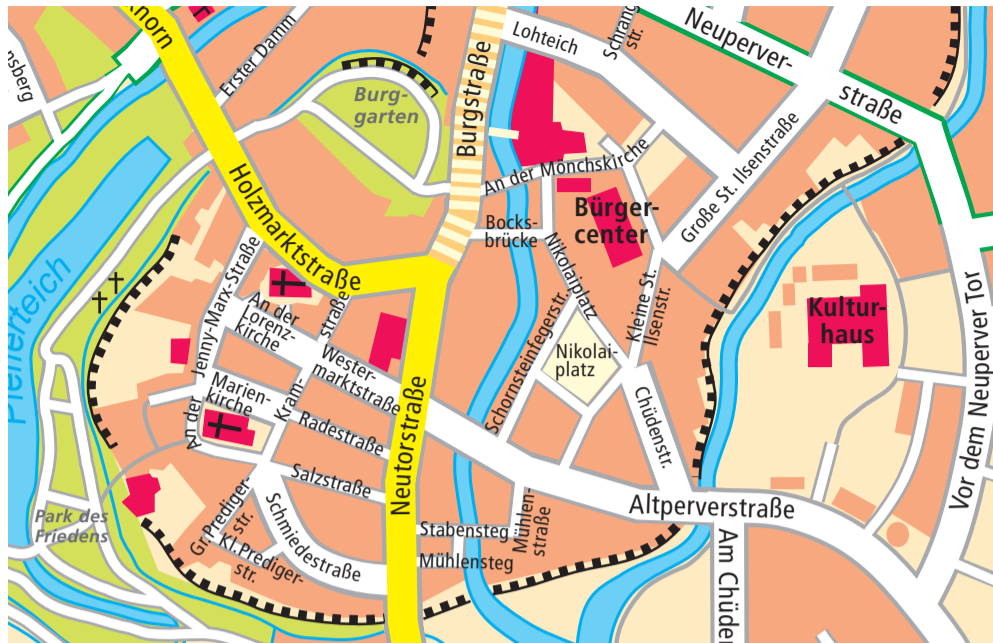 Lohteich
Schrang-
str.
Neuperver-
straße
Erster Damm
Burg-
garten
Burgstraße
An der Mönchskirche
Große St. Ilsenstraße
Holzmarktstraße
Bürger-
center
Bocks-
brücke
Nikolaiplatz
Kleine St.
Ilsenstr.
Kultur-
haus
Vor dem Neuperver Tor
Jenny-Marx-Straße
An der
Lorenz-
kirche
Kram-
straße
Wester-
marktstraße
Schornsteinfegerstr.
Nikolai-
platz
Chüdenstr.
An der
Marien-
kirche
Radestraße
Neutorstraße
Salzstraße
Altperverstraße
Park des
Friedens
Gr. Prediger-
str.
Kl. Prediger-
str.
Schmiedestraße
Stabensteg
Mühlen-
straße
Mühlensteg